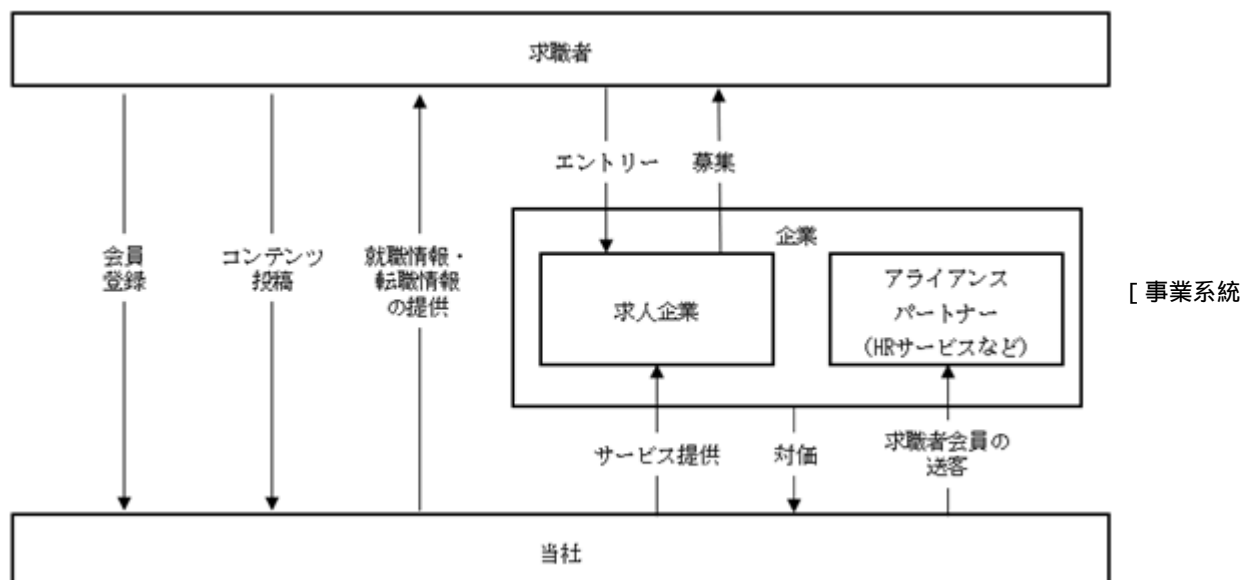 求職者
エントリー
募集
会員
登録
コンテンツ
投稿
就職情報・
転職情報
の提供
企業
求人企業
アライアンス
パートナー
(HRサービスなど)
[ 事業系統
サービス提供
対価
求職者会員の
送客
当社